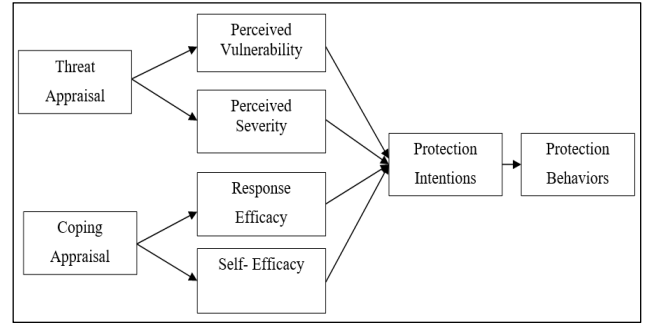 Threat
Appraisal
Perceived
Vulnerability
Perceived
Severity
Coping
Appraisal
Response
Efficacy
Self- Efficacy
Protection
Intentions
Protection
Behaviors